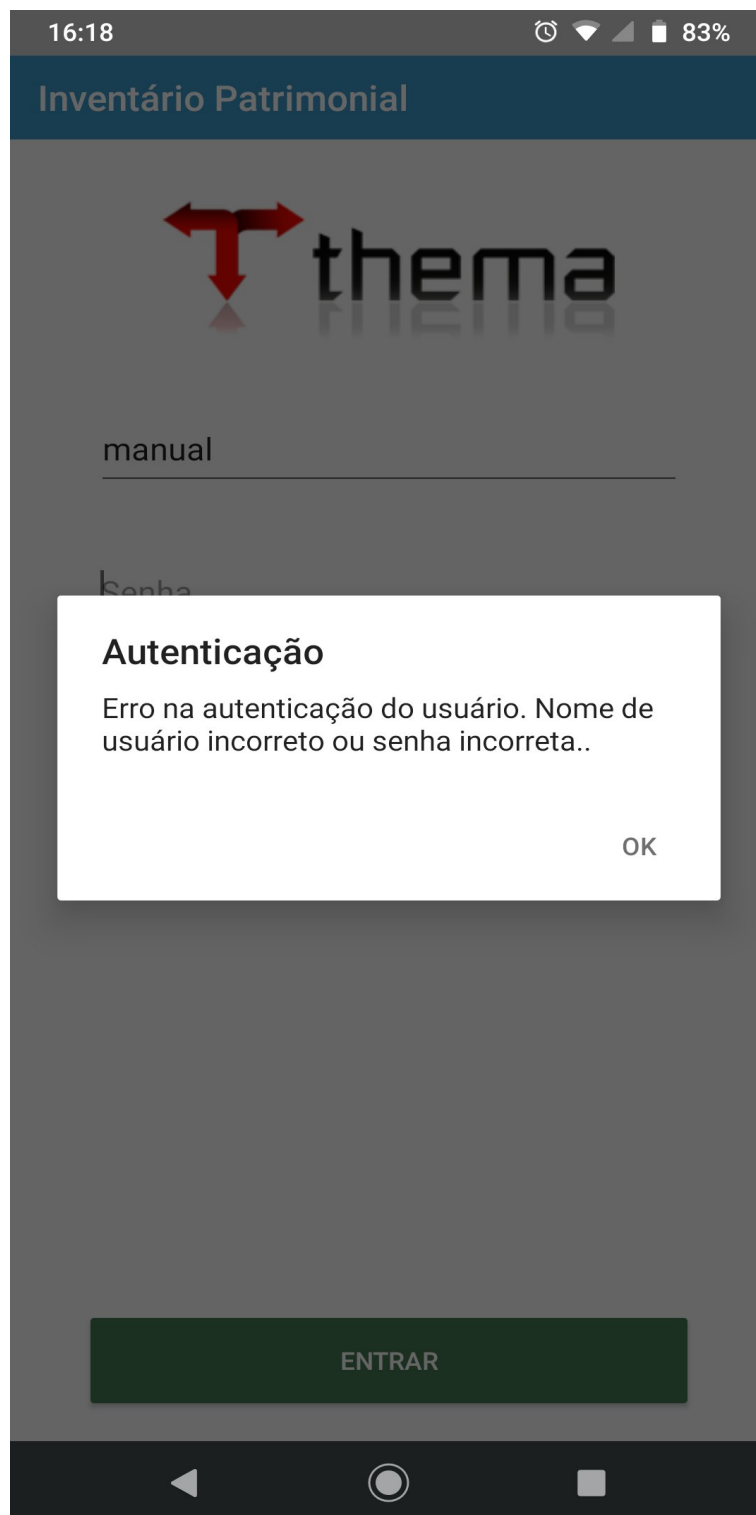 16:18
83%
Inventário Patrimonial
thema
manual
Senha
Autenticação
Erro na autenticação do usuário. Nome de
usuário incorreto ou senha incorreta..
OK
ENTRAR